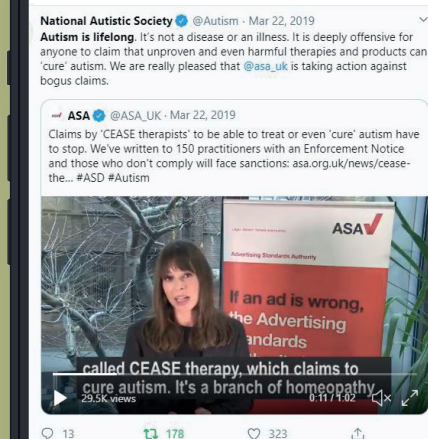 National Autistic Society @Autism · Mar 22, 2019
Autism is lifelong. It's not a disease or an illness. It is deeply offensive for
anyone to claim that unproven and even harmful therapies and products can
'cure' autism. We are really pleased that @asa_uk is taking action against
bogus claims.
ASA @ASA_UK · Mar 22, 2019
Claims by 'CEASE therapists' to be able to treat or even 'cure' autism have
to stop. We've written to 150 practitioners with an Enforcement Notice
and those who don't comply will face sanctions: asa.org.uk/news/cease-
the... #ASD #Autism
ASA
Advertising Standards Authority
If an ad is wrong,
the Advertising
andards
called CEASE therapy, which claims to
cure autism. It's a branch of homeopathy
29.5K views
0:11 / 1:02
13
178
323